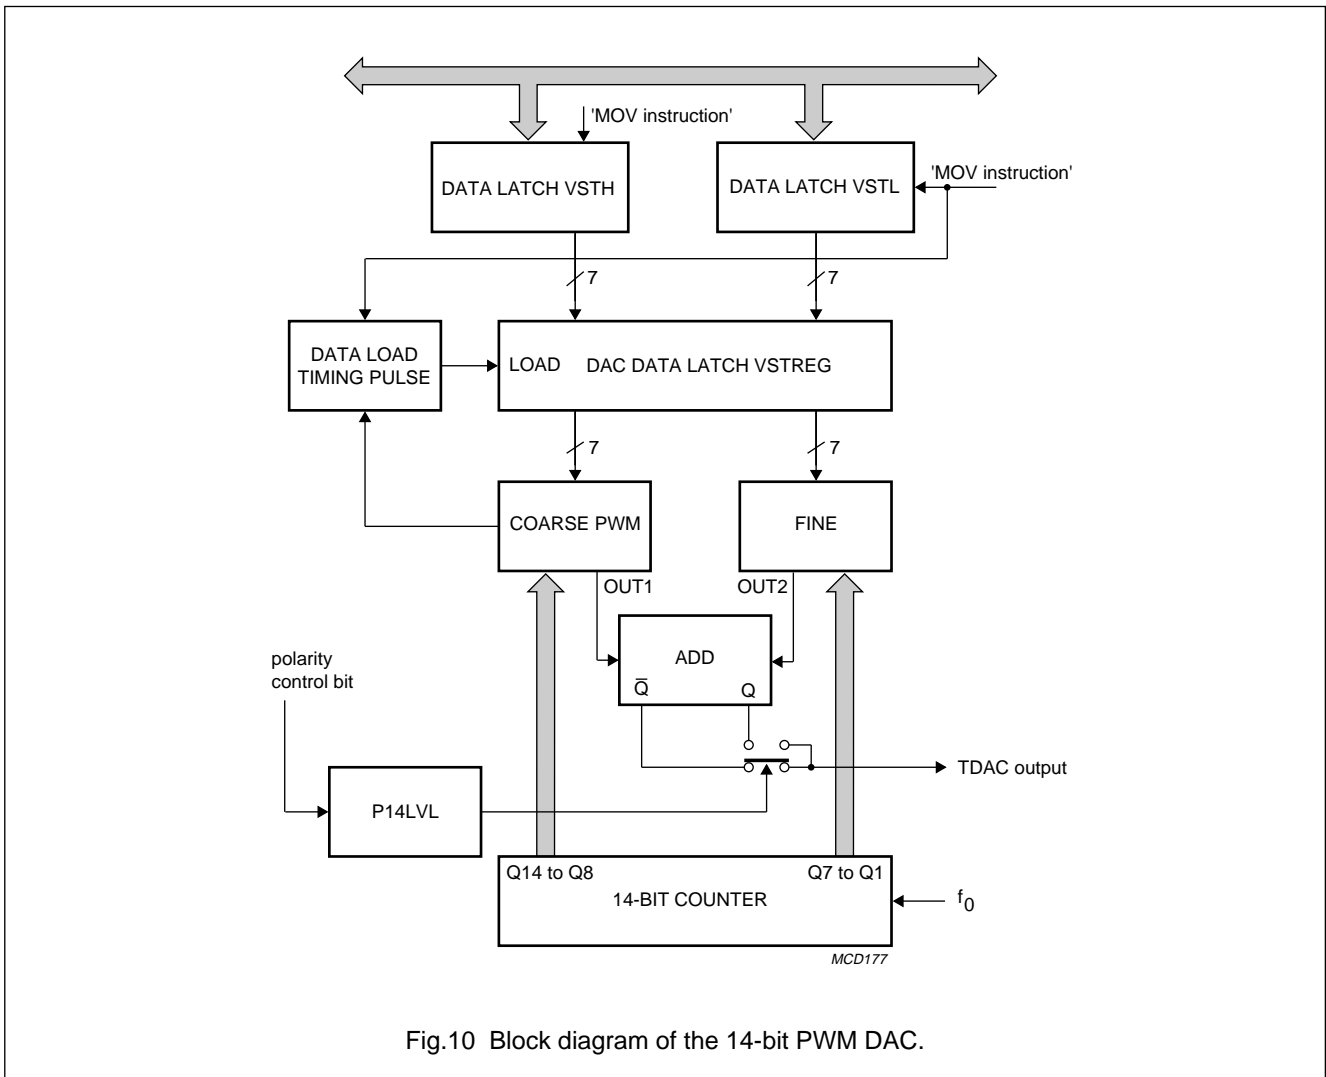 'MOV instruction'
DATA LATCH VSTH
DATA LATCH VSTL
'MOV instruction'
7
7
DATA LOAD
TIMING PULSE
LOAD
DAC DATA LATCH VSTREG
7
7
COARSE PWM
FINE
OUT1
OUT2
ADD
Q̅
Q
polarity
control bit
TDAC output
P14LVL
Q14 to Q8
Q7 to Q1
14-BIT COUNTER
f0
MCD177
Fig.10 Block diagram of the 14-bit PWM DAC.